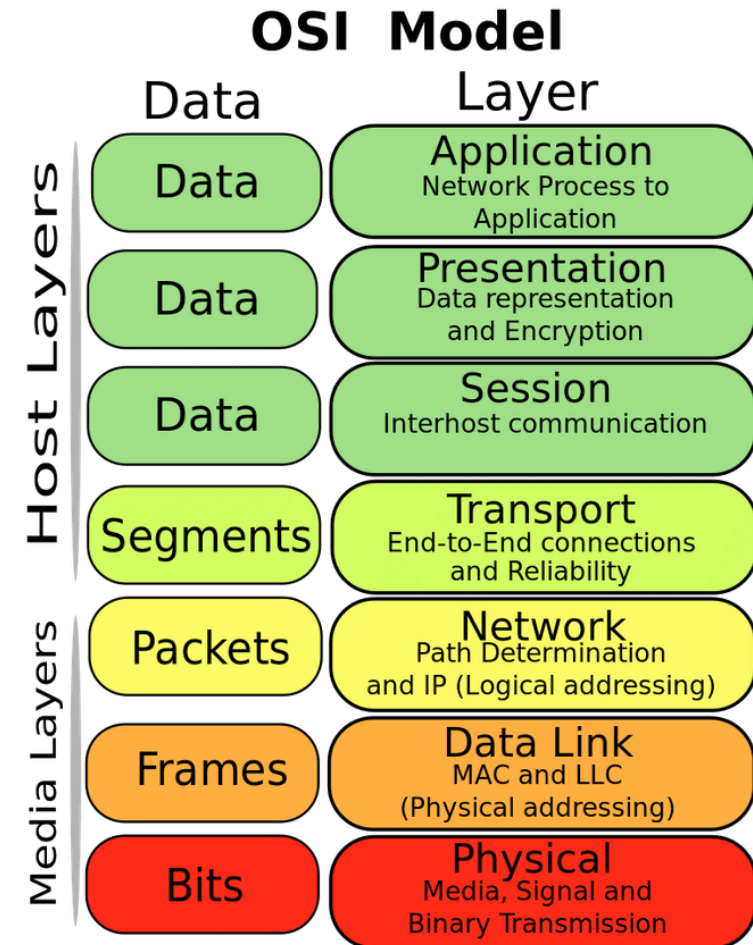 OSI Model
Data
Layer
Host Layers
Data
Application
Network Process to
Application
Data
Presentation
Data representation
and Encryption
Data
Session
Interhost communication
Segments
Transport
End-to-End connections
and Reliability
Media Layers
Packets
Network
Path Determination
and IP (Logical addressing)
Frames
Data Link
MAC and LLC
(Physical addressing)
Bits
Physical
Media, Signal and
Binary Transmission